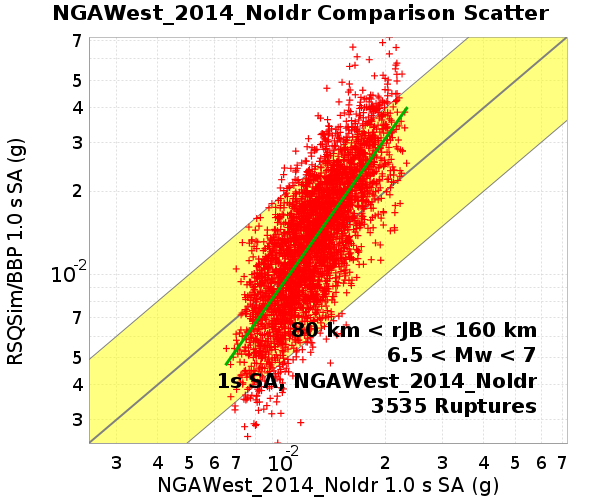 NGAWest_2014_NoIdr Comparison Scatter
7
5
4
3
2
10-2
7
5
4
3
RSQSim/BBP 1.0 s SA (g)
80 km < rJB < 160 km
6.5 < Mw < 7
1s SA, NGAWest_2014_NoIdr
3535 Ruptures
3 4 5 6 7 10-2 2 3 4 5 6 7
NGAWest_2014_NoIdr 1.0 s SA (g)